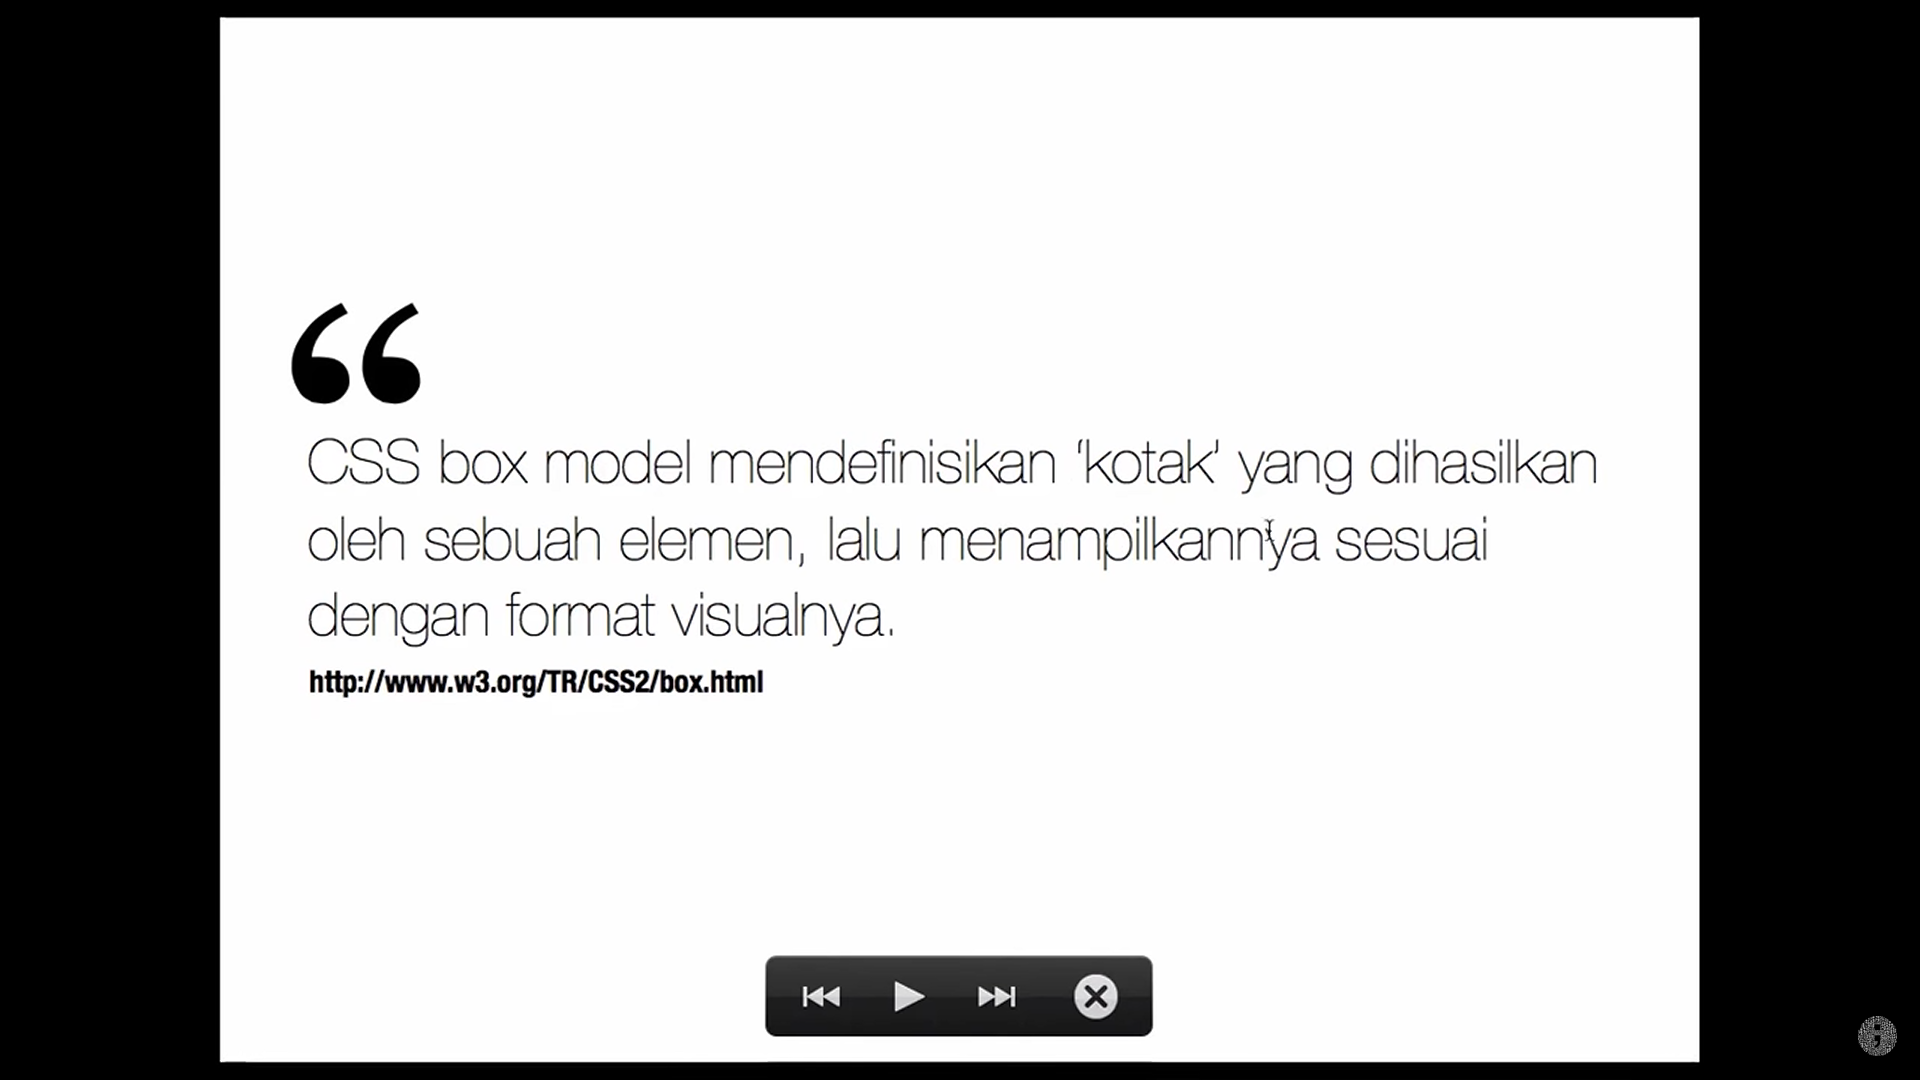 “
CSS box model mendefinisikan ‘kotak’ yang dihasilkan
oleh sebuah elemen, lalu menampilkannya sesuai
dengan format visualnya.
http://www.w3.org/TR/CSS2/box.html